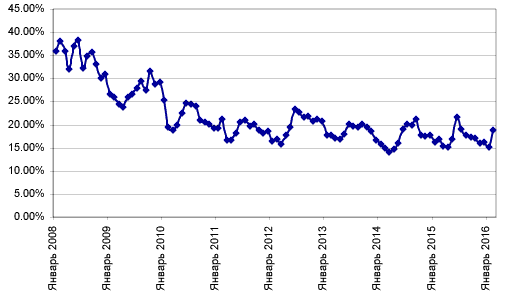 45.00%
40.00%
35.00%
30.00%
25.00%
20.00%
15.00%
10.00%
5.00%
0.00%
Январь 2008
Январь 2009
Январь 2010
Январь 2011
Январь 2012
Январь 2013
Январь 2014
Январь 2015
Январь 2016